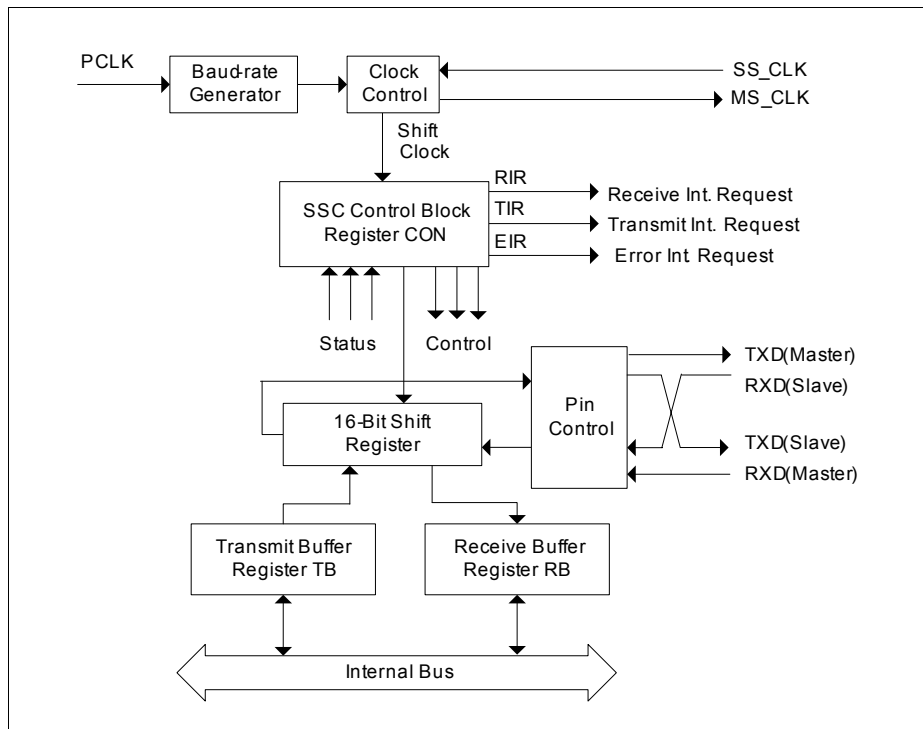 PCLK
Baud-rate
Generator
Clock
Control
SS_CLK
MS_CLK
Shift
Clock
SSC Control Block
Register CON
RIR
Receive Int. Request
TIR
Transmit Int. Request
EIR
Error Int. Request
Status
Control
16-Bit Shift
Register
Pin
Control
TXD(Master)
RXD(Slave)
TXD(Slave)
RXD(Master)
Transmit Buffer
Register TB
Receive Buffer
Register RB
Internal Bus